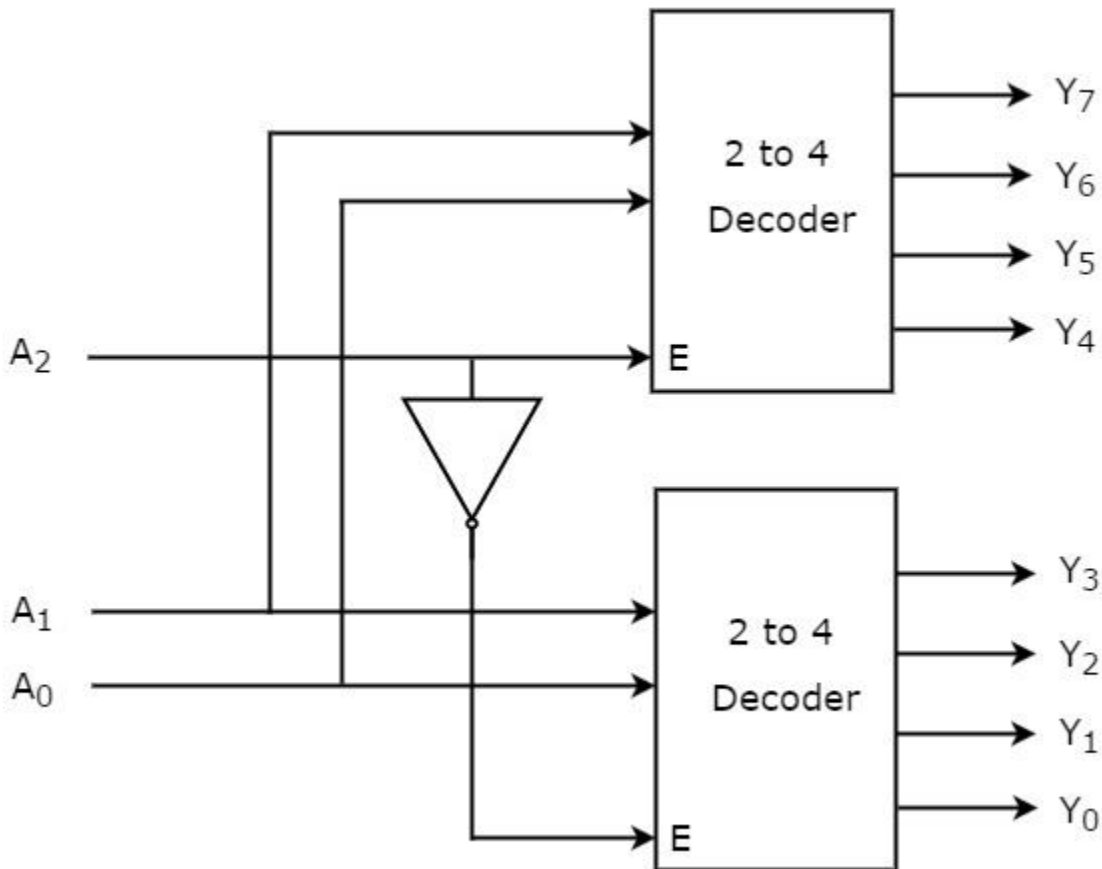 Y₇
2 to 4
Y₆
Decoder
Y₅
A₂
E
Y₄
Y₃
A₁
2 to 4
Y₂
A₀
Decoder
Y₁
Y₀
E